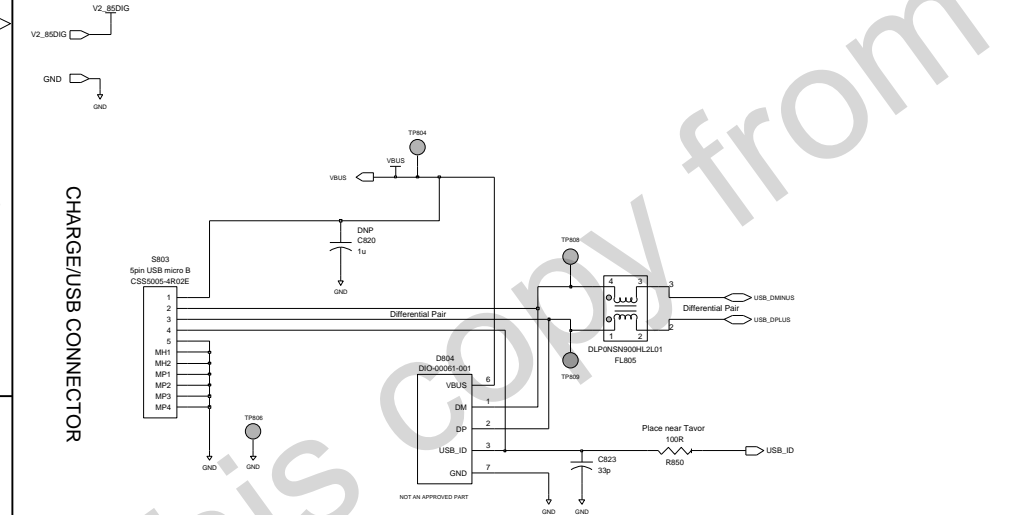 V2_85DIG
V2_85DIG
GND
GND
CHARGE/USB CONNECTOR
TP804
VBUS
VBUS
DNP
C820
1u
GND
S803
5pin USB micro B
CSS5005-4R02E
1
2
3
4
5
MH1
MH2
MP1
MP2
MP3
MP4
GND
TP806
GND
Differential Pair
TP808
4 3
3
1 2
2
USB_DMINUS
Differential Pair
USB_DPLUS
DLP0NSN900HL2L01
FL805
TP809
D804
DIO-00061-001
VBUS 6
DM 1
DP 2
USB_ID 3
GND 7
NOT AN APPROVED PART
GND
C823
33p
GND
Place near Tavor
100R
R850
USB_ID
his copy from